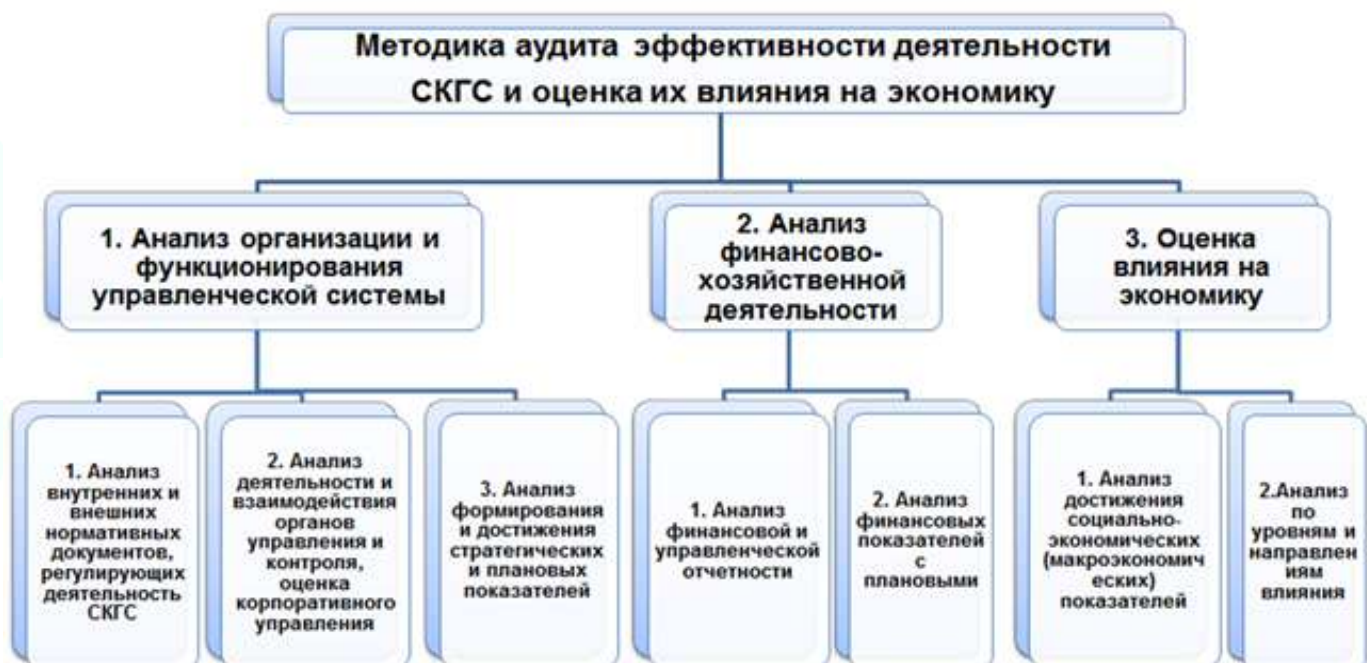 Методика аудита эффективности деятельности
СКГС и оценка их влияния на экономику
1. Анализ организации и
функционирования
управленческой системы
2. Анализ
финансово-
хозяйственной
деятельности
3. Оценка
влияния на
экономику
1. Анализ
внутренних и
внешних
нормативных
документов,
регулирующих
деятельность
СКГС
2. Анализ
деятельности и
взаимодействия
органов
управления и
контроля,
оценка
корпоративного
управления
3. Анализ
формирования
и достижения
стратегических
и плановых
показателей
1. Анализ
финансовой и
управленческой
отчетности
2. Анализ
финансовых
показателей
с
плановыми
1. Анализ
достижения
социально-
экономических
(макроэкономич
еских)
показателей
2.Анализ
по
уровням и
направлен
иям
влияния